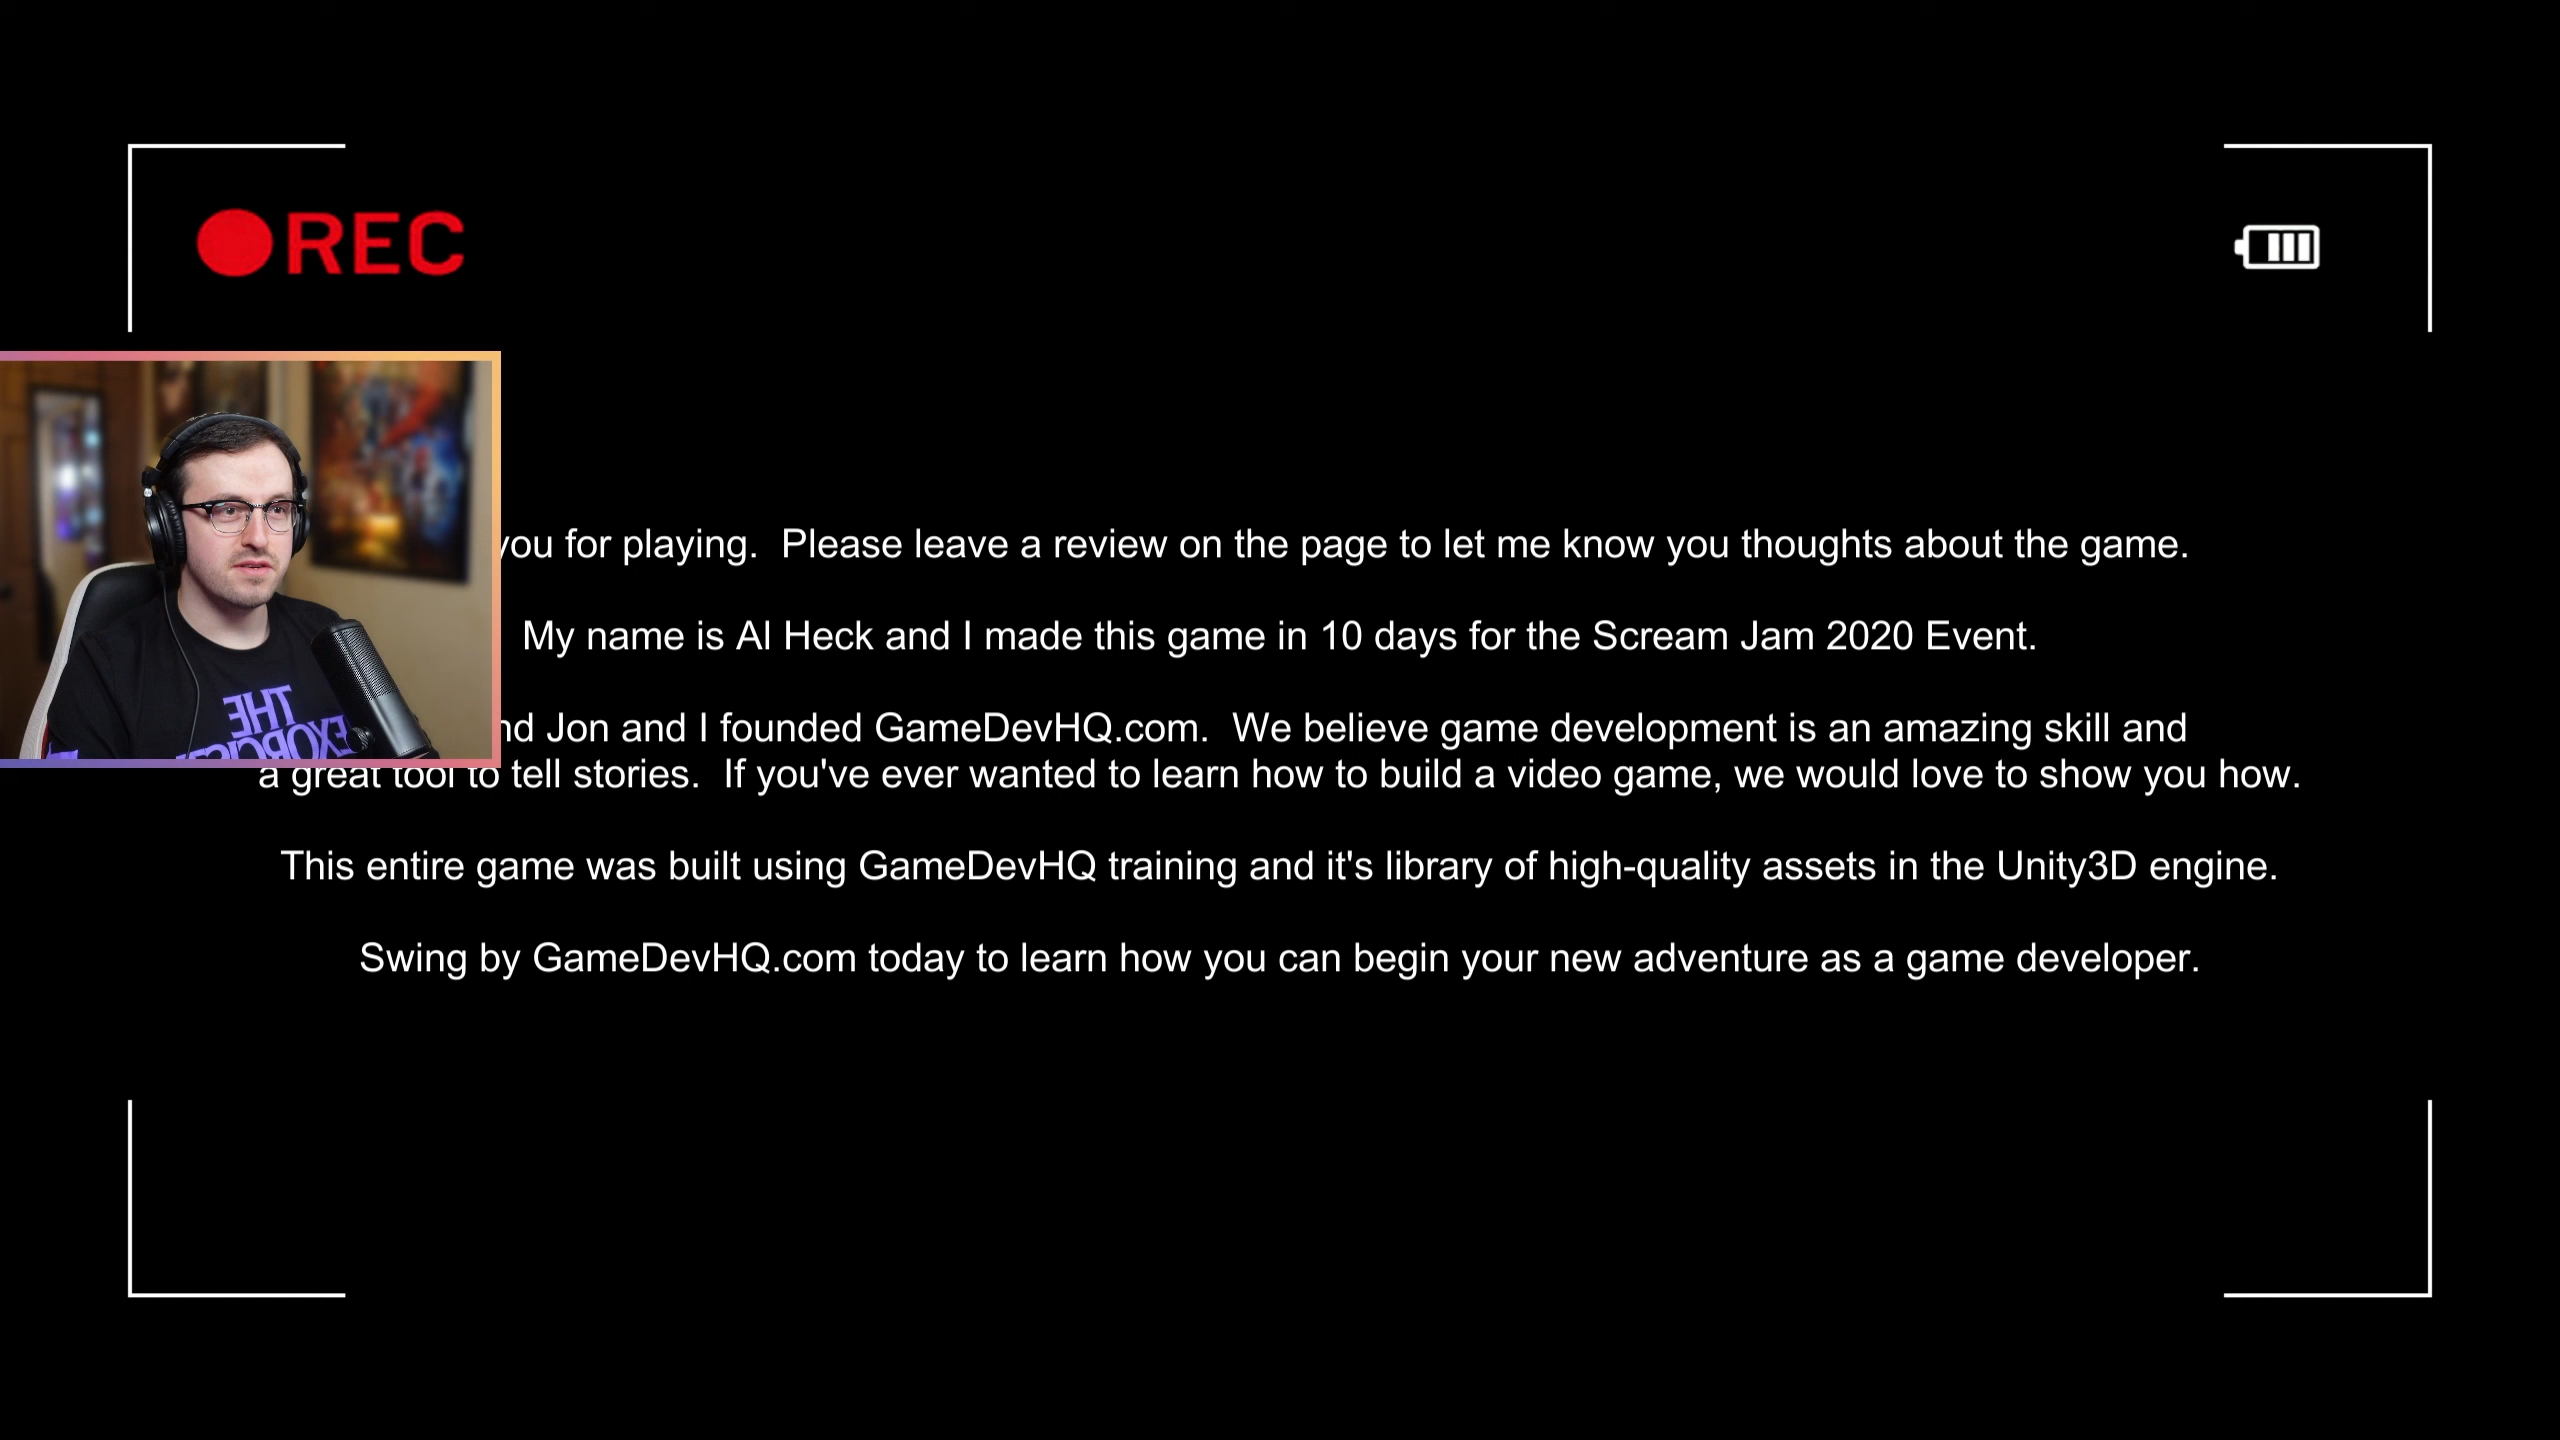 REC
you for playing.  Please leave a review on the page to let me know you thoughts about the game.
My name is Al Heck and I made this game in 10 days for the Scream Jam 2020 Event.
Jon and I founded GameDevHQ.com.  We believe game development is an amazing skill and
a great tool to tell stories.  If you've ever wanted to learn how to build a video game, we would love to show you how.
This entire game was built using GameDevHQ training and it's library of high-quality assets in the Unity3D engine.
Swing by GameDevHQ.com today to learn how you can begin your new adventure as a game developer.
THE